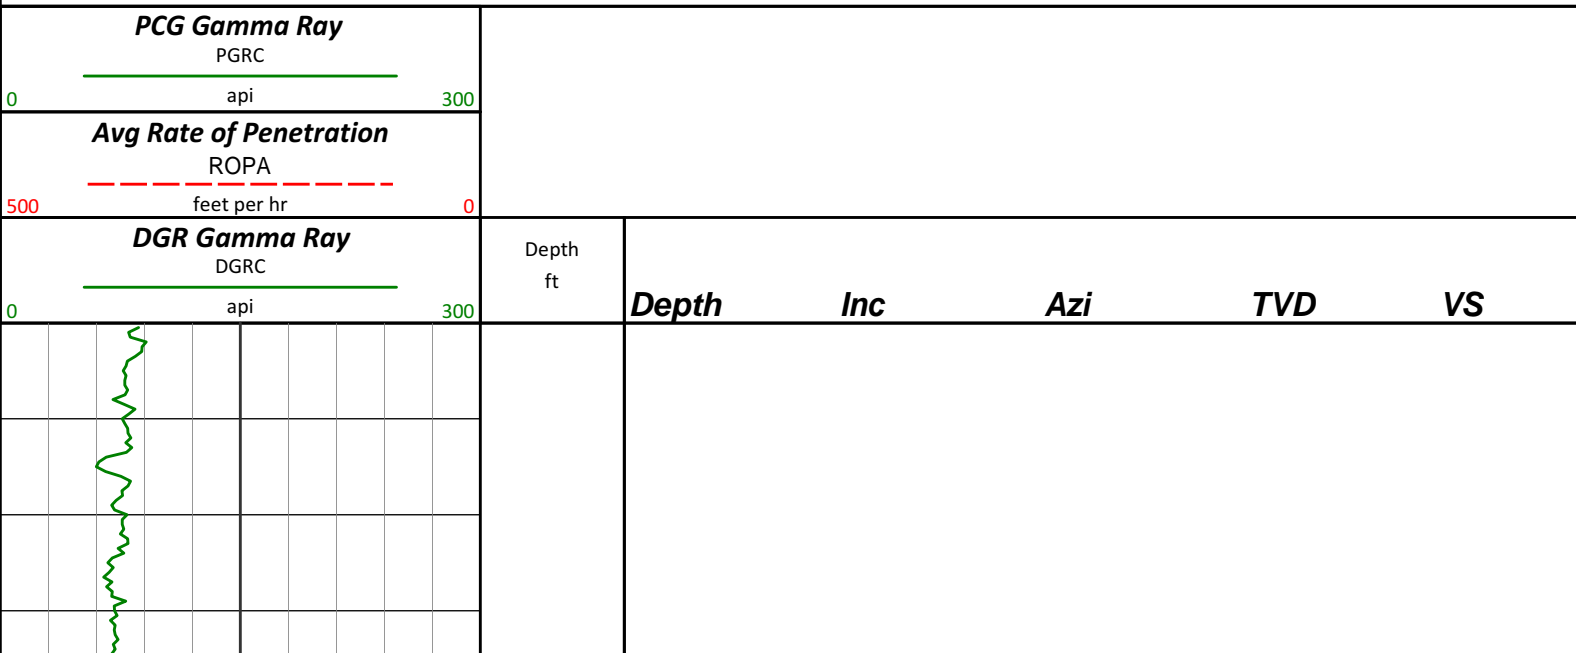 PCG Gamma Ray
PGRC
api
0 300
Avg Rate of Penetration
ROPA
feet per hr
500 0
DGR Gamma Ray
DGRC
api
0 300
Depth
ft
Depth Inc Azi TVD VS